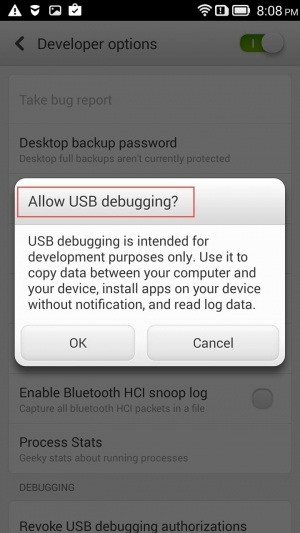 8:08 PM
Developer options
Take bug report
Desktop backup password
Desktop full backups aren't currently protected
Allow USB debugging?
USB debugging is intended for
development purposes only. Use it to
copy data between your computer and
your device, install apps on your device
without notification, and read log data.
OK
Cancel
Enable Bluetooth HCI snoop log
Capture all bluetooth HCI packets in a file
Process Stats
Geeky stats about running processes
DEBUGGING
Revoke USB debugging authorizations